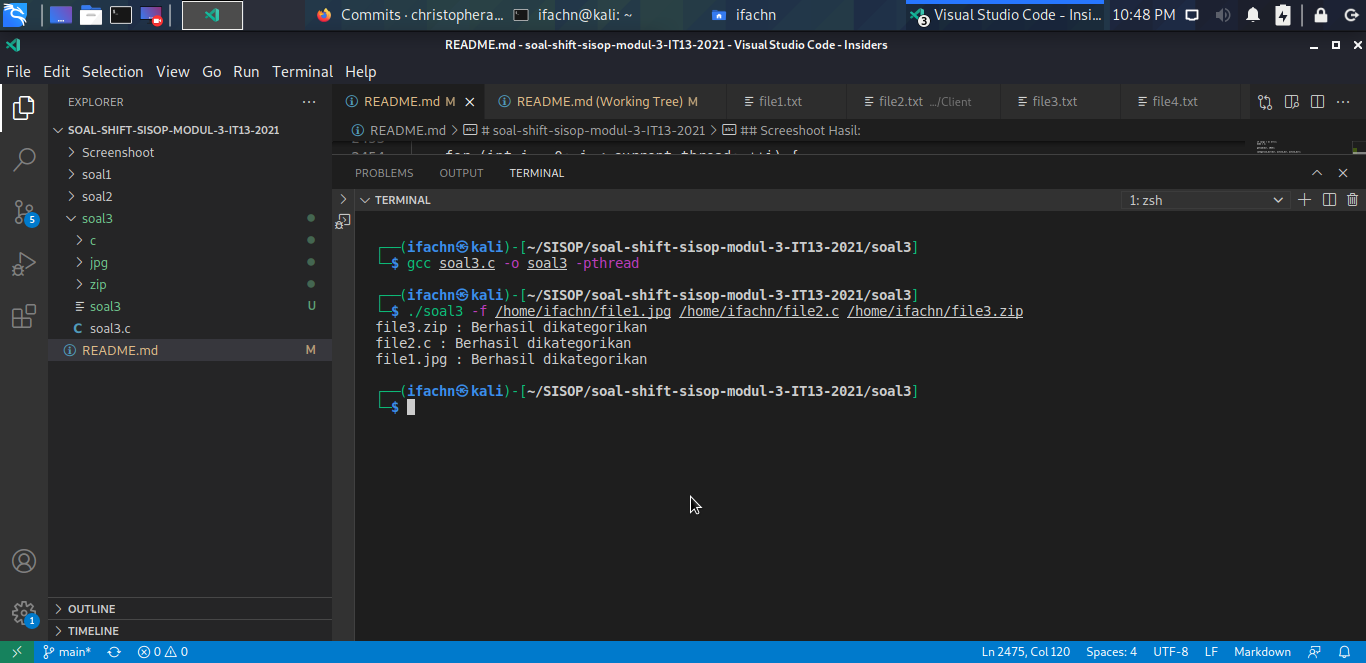 Commits · christophera...
ifachn@kali: ~
ifachn
3
Visual Studio Code - Insi...
10:48 PM
README.md - soal-shift-sisop-modul-3-IT13-2021 - Visual Studio Code - Insiders
File Edit Selection View Go Run Terminal Help
EXPLORER
SOAL-SHIFT-SISOP-MODUL-3-IT13-2021
Screenshoot
soal1
soal2
soal3
c
jpg
zip
soal3 U
C soal3.c
README.md M
OUTLINE
TIMELINE
5
1
README.md M
README.md (Working Tree) M
file1.txt
file2.txt .../Client
file3.txt
file4.txt
README.md > # soal-shift-sisop-modul-3-IT13-2021 > ## Screeshoot Hasil:
PROBLEMS OUTPUT TERMINAL
TERMINAL
1: zsh
┌──(ifachn㉿kali)-[~/SISOP/soal-shift-sisop-modul-3-IT13-2021/soal3]
└─$ gcc soal3.c -o soal3 -pthread
┌──(ifachn㉿kali)-[~/SISOP/soal-shift-sisop-modul-3-IT13-2021/soal3]
└─$ ./soal3 -f /home/ifachn/file1.jpg /home/ifachn/file2.c /home/ifachn/file3.zip
file3.zip : Berhasil dikategorikan
file2.c : Berhasil dikategorikan
file1.jpg : Berhasil dikategorikan
┌──(ifachn㉿kali)-[~/SISOP/soal-shift-sisop-modul-3-IT13-2021/soal3]
└─$
main* 0 0
Ln 2475, Col 120 Spaces: 4 UTF-8 LF Markdown